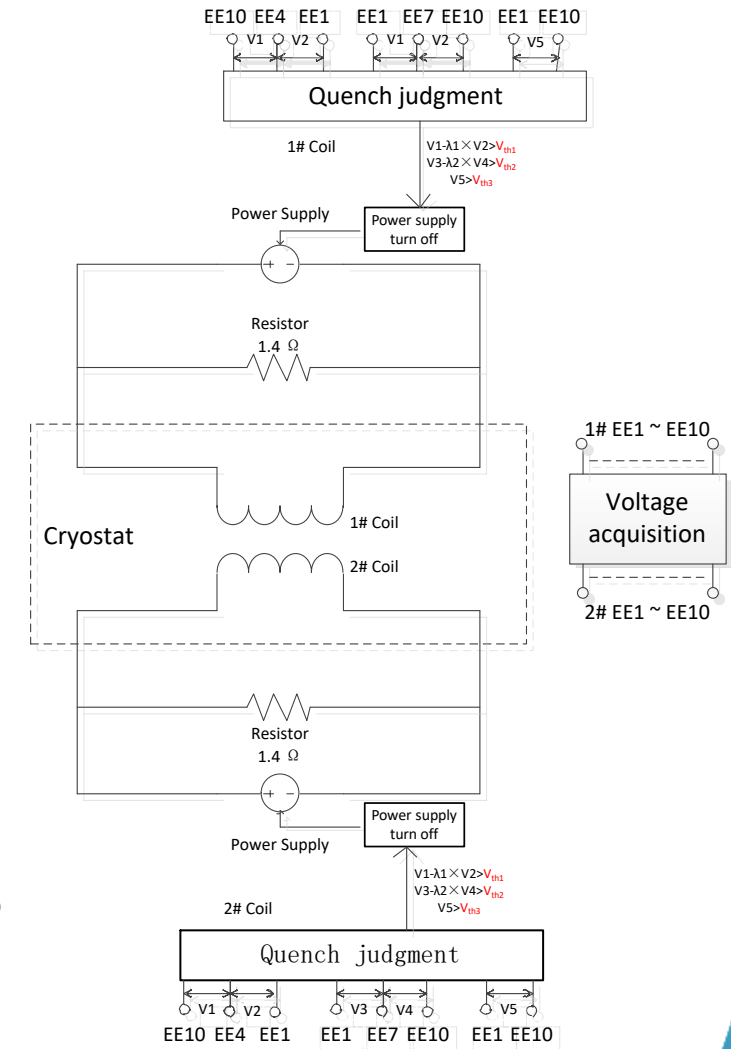 EE10 EE4 EE1 EE1 EE7 EE10 EE1 EE10
V1 V2 V1 V2 V5
Quench judgment
1# Coil
V1-λ1×V2>Vth1
V3-λ2×V4>Vth2
V5>Vth3
Power Supply
Power supply
turn off
+ -
Resistor
1.4 Ω
1# EE1 ~ EE10
Voltage
acquisition
2# EE1 ~ EE10
Cryostat
1# Coil
2# Coil
Resistor
1.4 Ω
+ -
Power supply
turn off
Power Supply
V1-λ1×V2>Vth1
V3-λ2×V4>Vth2
V5>Vth3
2# Coil
Quench judgment
V1 V2 V3 V4 V5
EE10 EE4 EE1 EE1 EE7 EE10 EE1 EE10